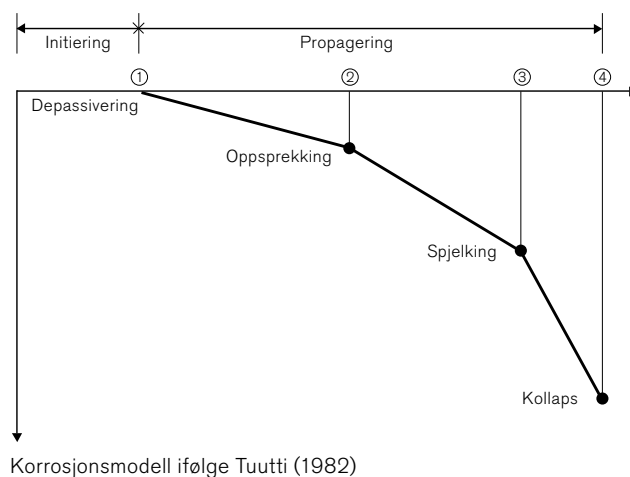 Initiering
Propagering
① ② ③ ④
Depassivering
Oppsprekking
Spjelking
Kollaps
Korrosjonsmodell ifølge Tuutti (1982)